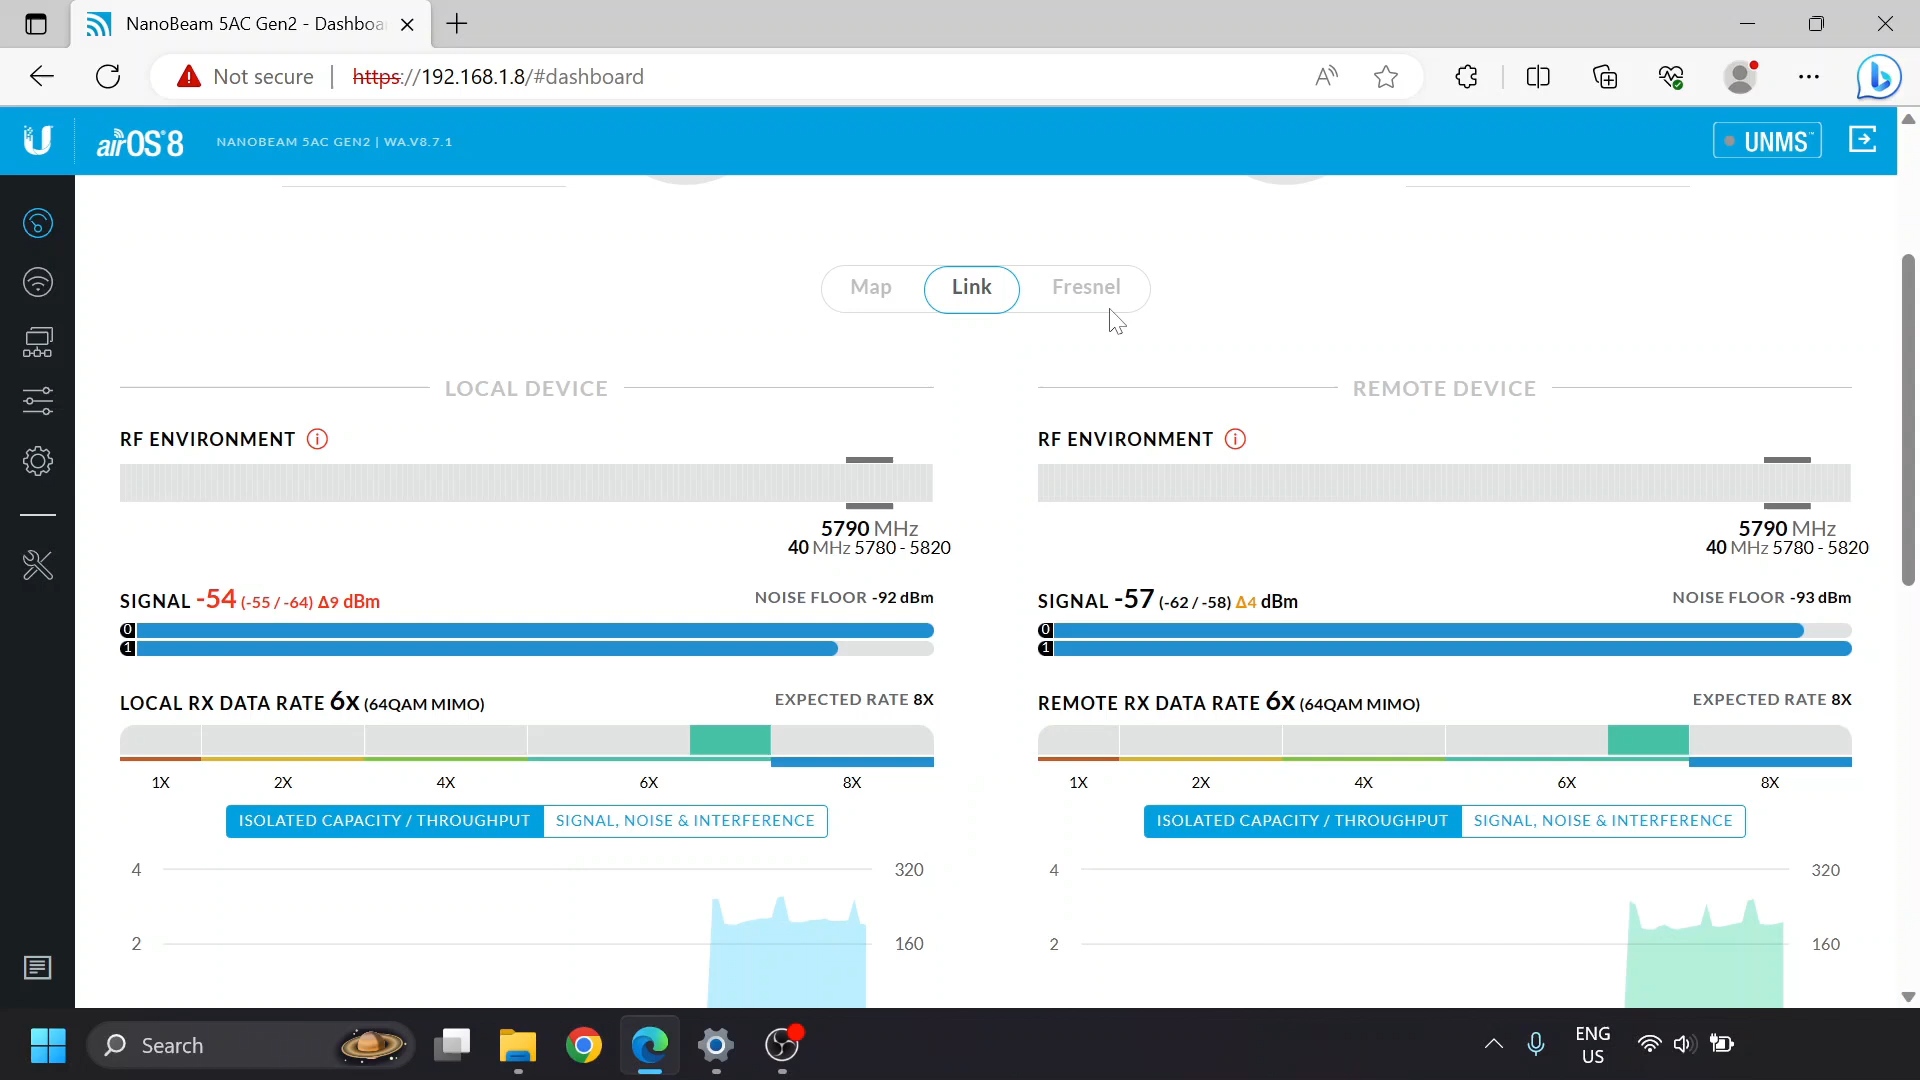 NanoBeam 5AC Gen2 - Dashboa
Not secure https://192.168.1.8/#dashboard
airOS 8 NANOBEAM 5AC GEN2 | WA.V8.7.1 UNMS™
Map Link Fresnel
LOCAL DEVICE REMOTE DEVICE
RF ENVIRONMENT RF ENVIRONMENT
5790 MHz 5790 MHz
40 MHz 5780 - 5820 40 MHz 5780 - 5820
SIGNAL -54 (-55 / -64) Δ9 dBm NOISE FLOOR -92 dBm SIGNAL -57 (-62 / -58) Δ4 dBm NOISE FLOOR -93 dBm
0 0
1 1
LOCAL RX DATA RATE 6X (64QAM MIMO) EXPECTED RATE 8X REMOTE RX DATA RATE 6X (64QAM MIMO) EXPECTED RATE 8X
1X 2X 4X 6X 8X 1X 2X 4X 6X 8X
ISOLATED CAPACITY / THROUGHPUT SIGNAL, NOISE & INTERFERENCE ISOLATED CAPACITY / THROUGHPUT SIGNAL, NOISE & INTERFERENCE
4 320 4 320
2 160 2 160
Search ENG
US